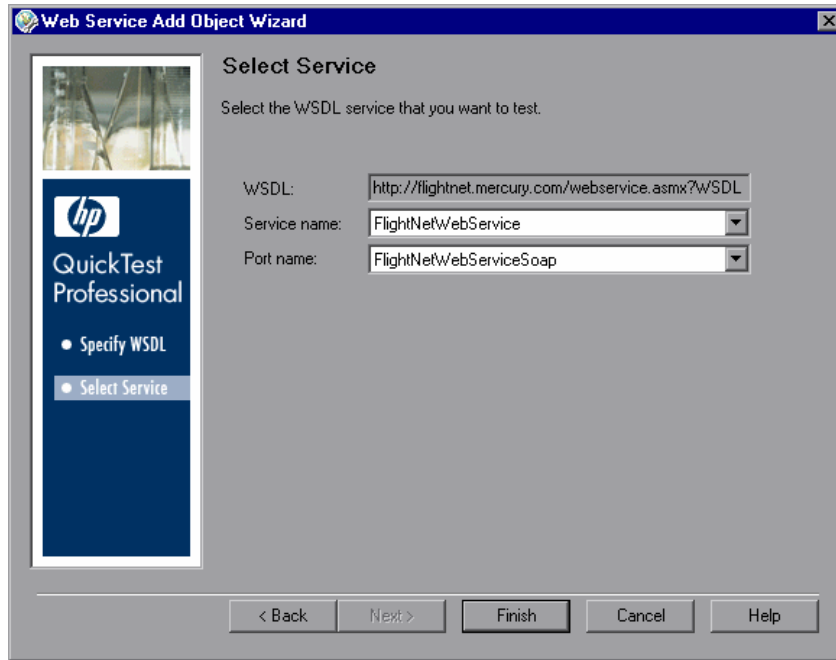 Web Service Add Object Wizard
Select Service
Select the WSDL service that you want to test.
WSDL: http://flightnet.mercury.com/webservice.asmx?WSDL
Service name: FlightNetWebService
Port name: FlightNetWebServiceSoap
hp
QuickTest
Professional
Specify WSDL
Select Service
< Back Next > Finish Cancel Help